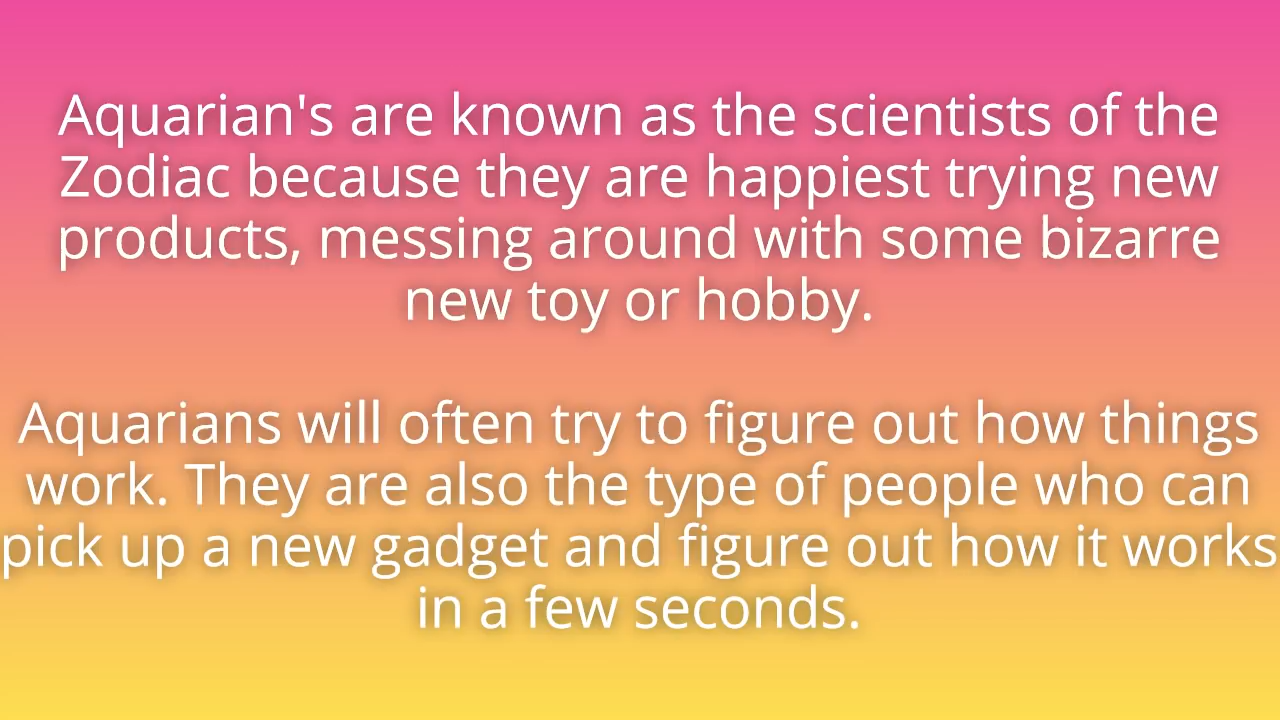 Aquarian's are known as the scientists of the
Zodiac because they are happiest trying new
products, messing around with some bizarre
new toy or hobby.
Aquarians will often try to figure out how things
work. They are also the type of people who can
pick up a new gadget and figure out how it works
in a few seconds.